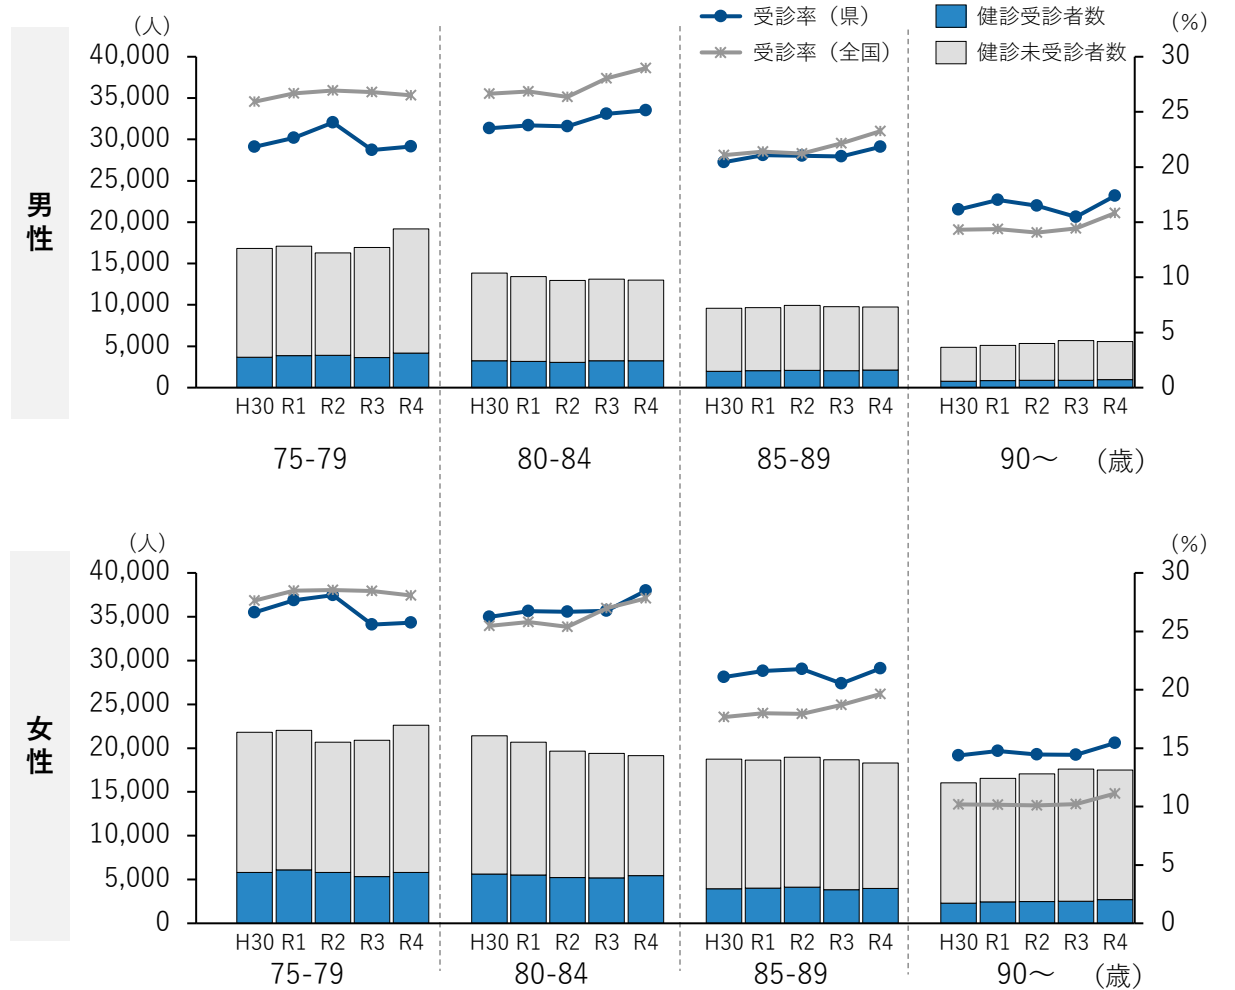 受診率（県）
健診受診者数
受診率（全国）
健診未受診者数
男性
（人）
（%）
40,000
35,000
30,000
25,000
20,000
15,000
10,000
5,000
0
30
25
20
15
10
5
0
H30 R1 R2 R3 R4
H30 R1 R2 R3 R4
H30 R1 R2 R3 R4
H30 R1 R2 R3 R4
75-79 80-84 85-89 90～ （歳）
女性
（人）
（%）
40,000
35,000
30,000
25,000
20,000
15,000
10,000
5,000
0
30
25
20
15
10
5
0
H30 R1 R2 R3 R4
H30 R1 R2 R3 R4
H30 R1 R2 R3 R4
H30 R1 R2 R3 R4
75-79 80-84 85-89 90～ （歳）